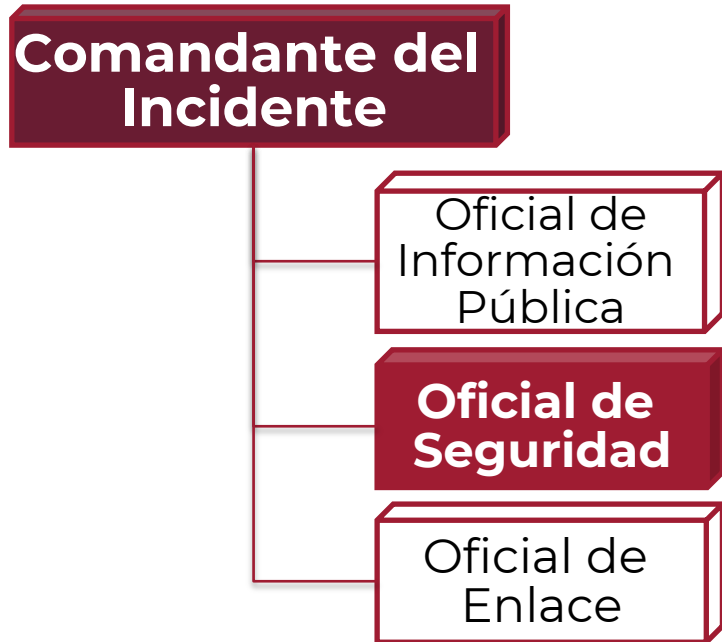 Comandante del
Incidente
Oficial de
Información
Pública
Oficial de
Seguridad
Oficial de
Enlace